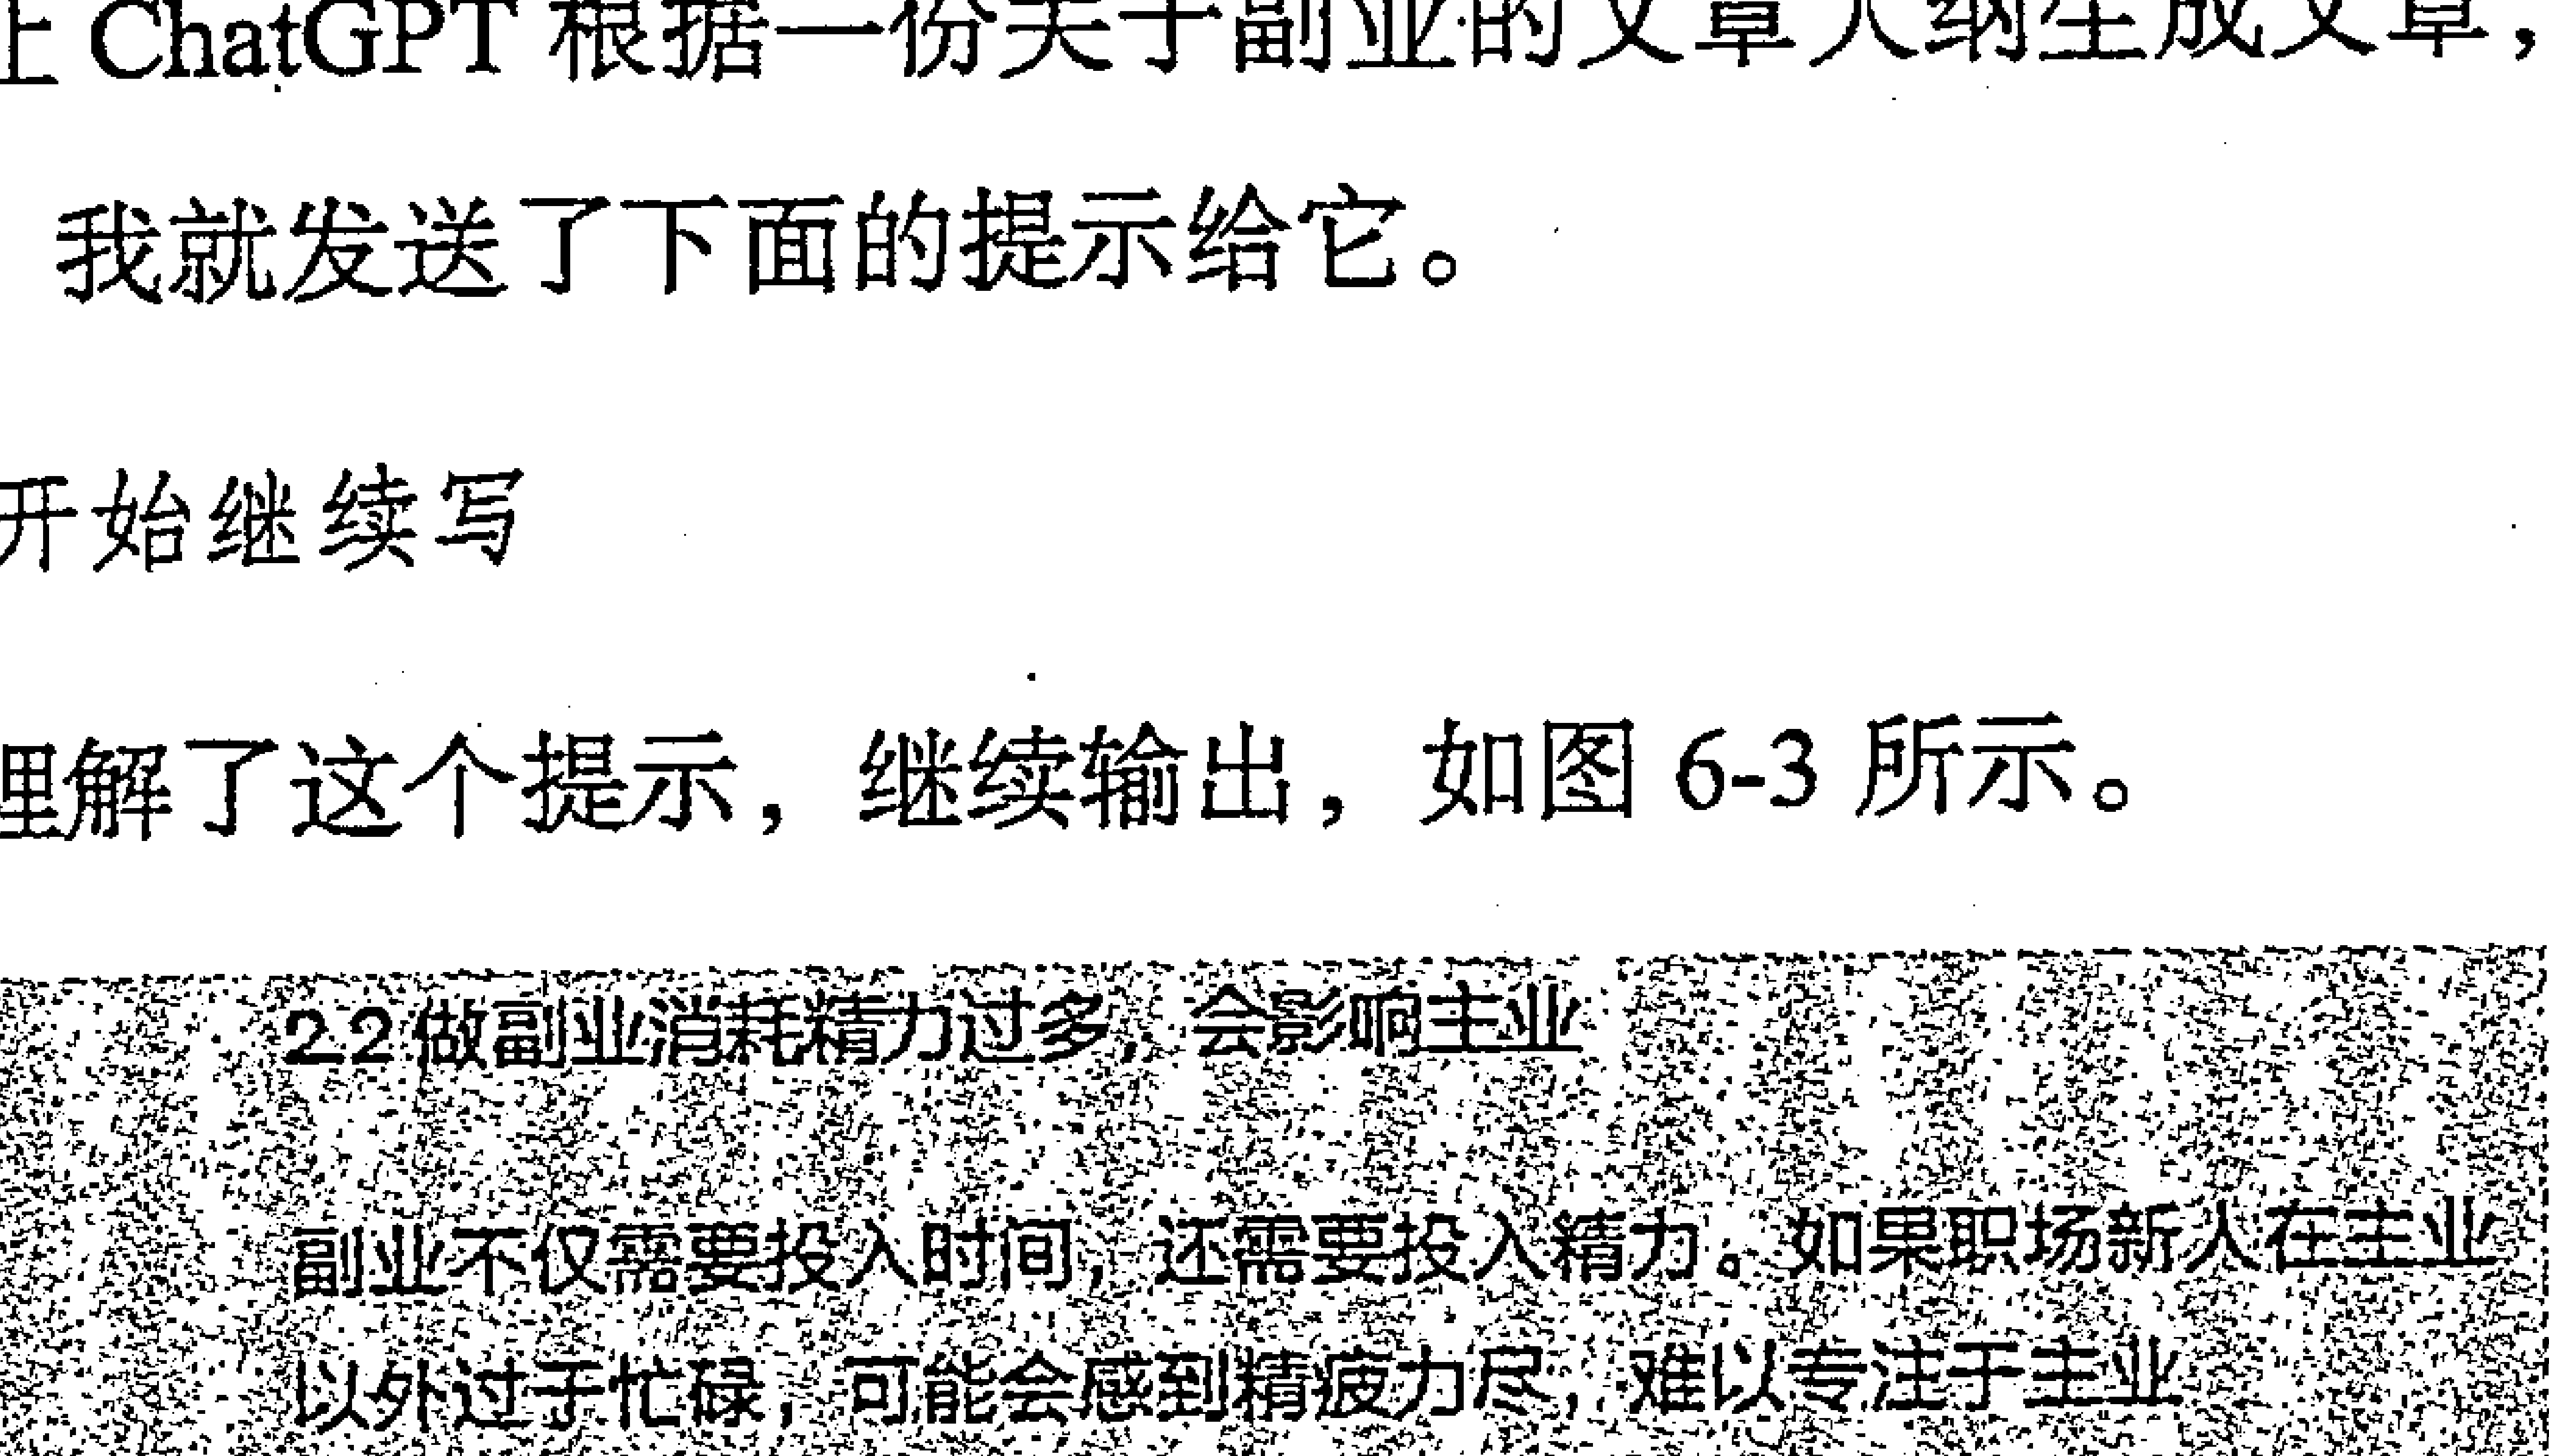 上 ChatGPT 根据一份关于副业的文章大纲生成文章，
我就发送了下面的提示给它。
开始继续写
理解了这个提示，继续输出，如图 6-3 所示。
2.2 做副业消耗精力过多，会影响主业
副业不仅需要投入时间，还需要投入精力。如果职场新人在主业
以外过于忙碌，可能会感到精疲力尽，难以专注于主业